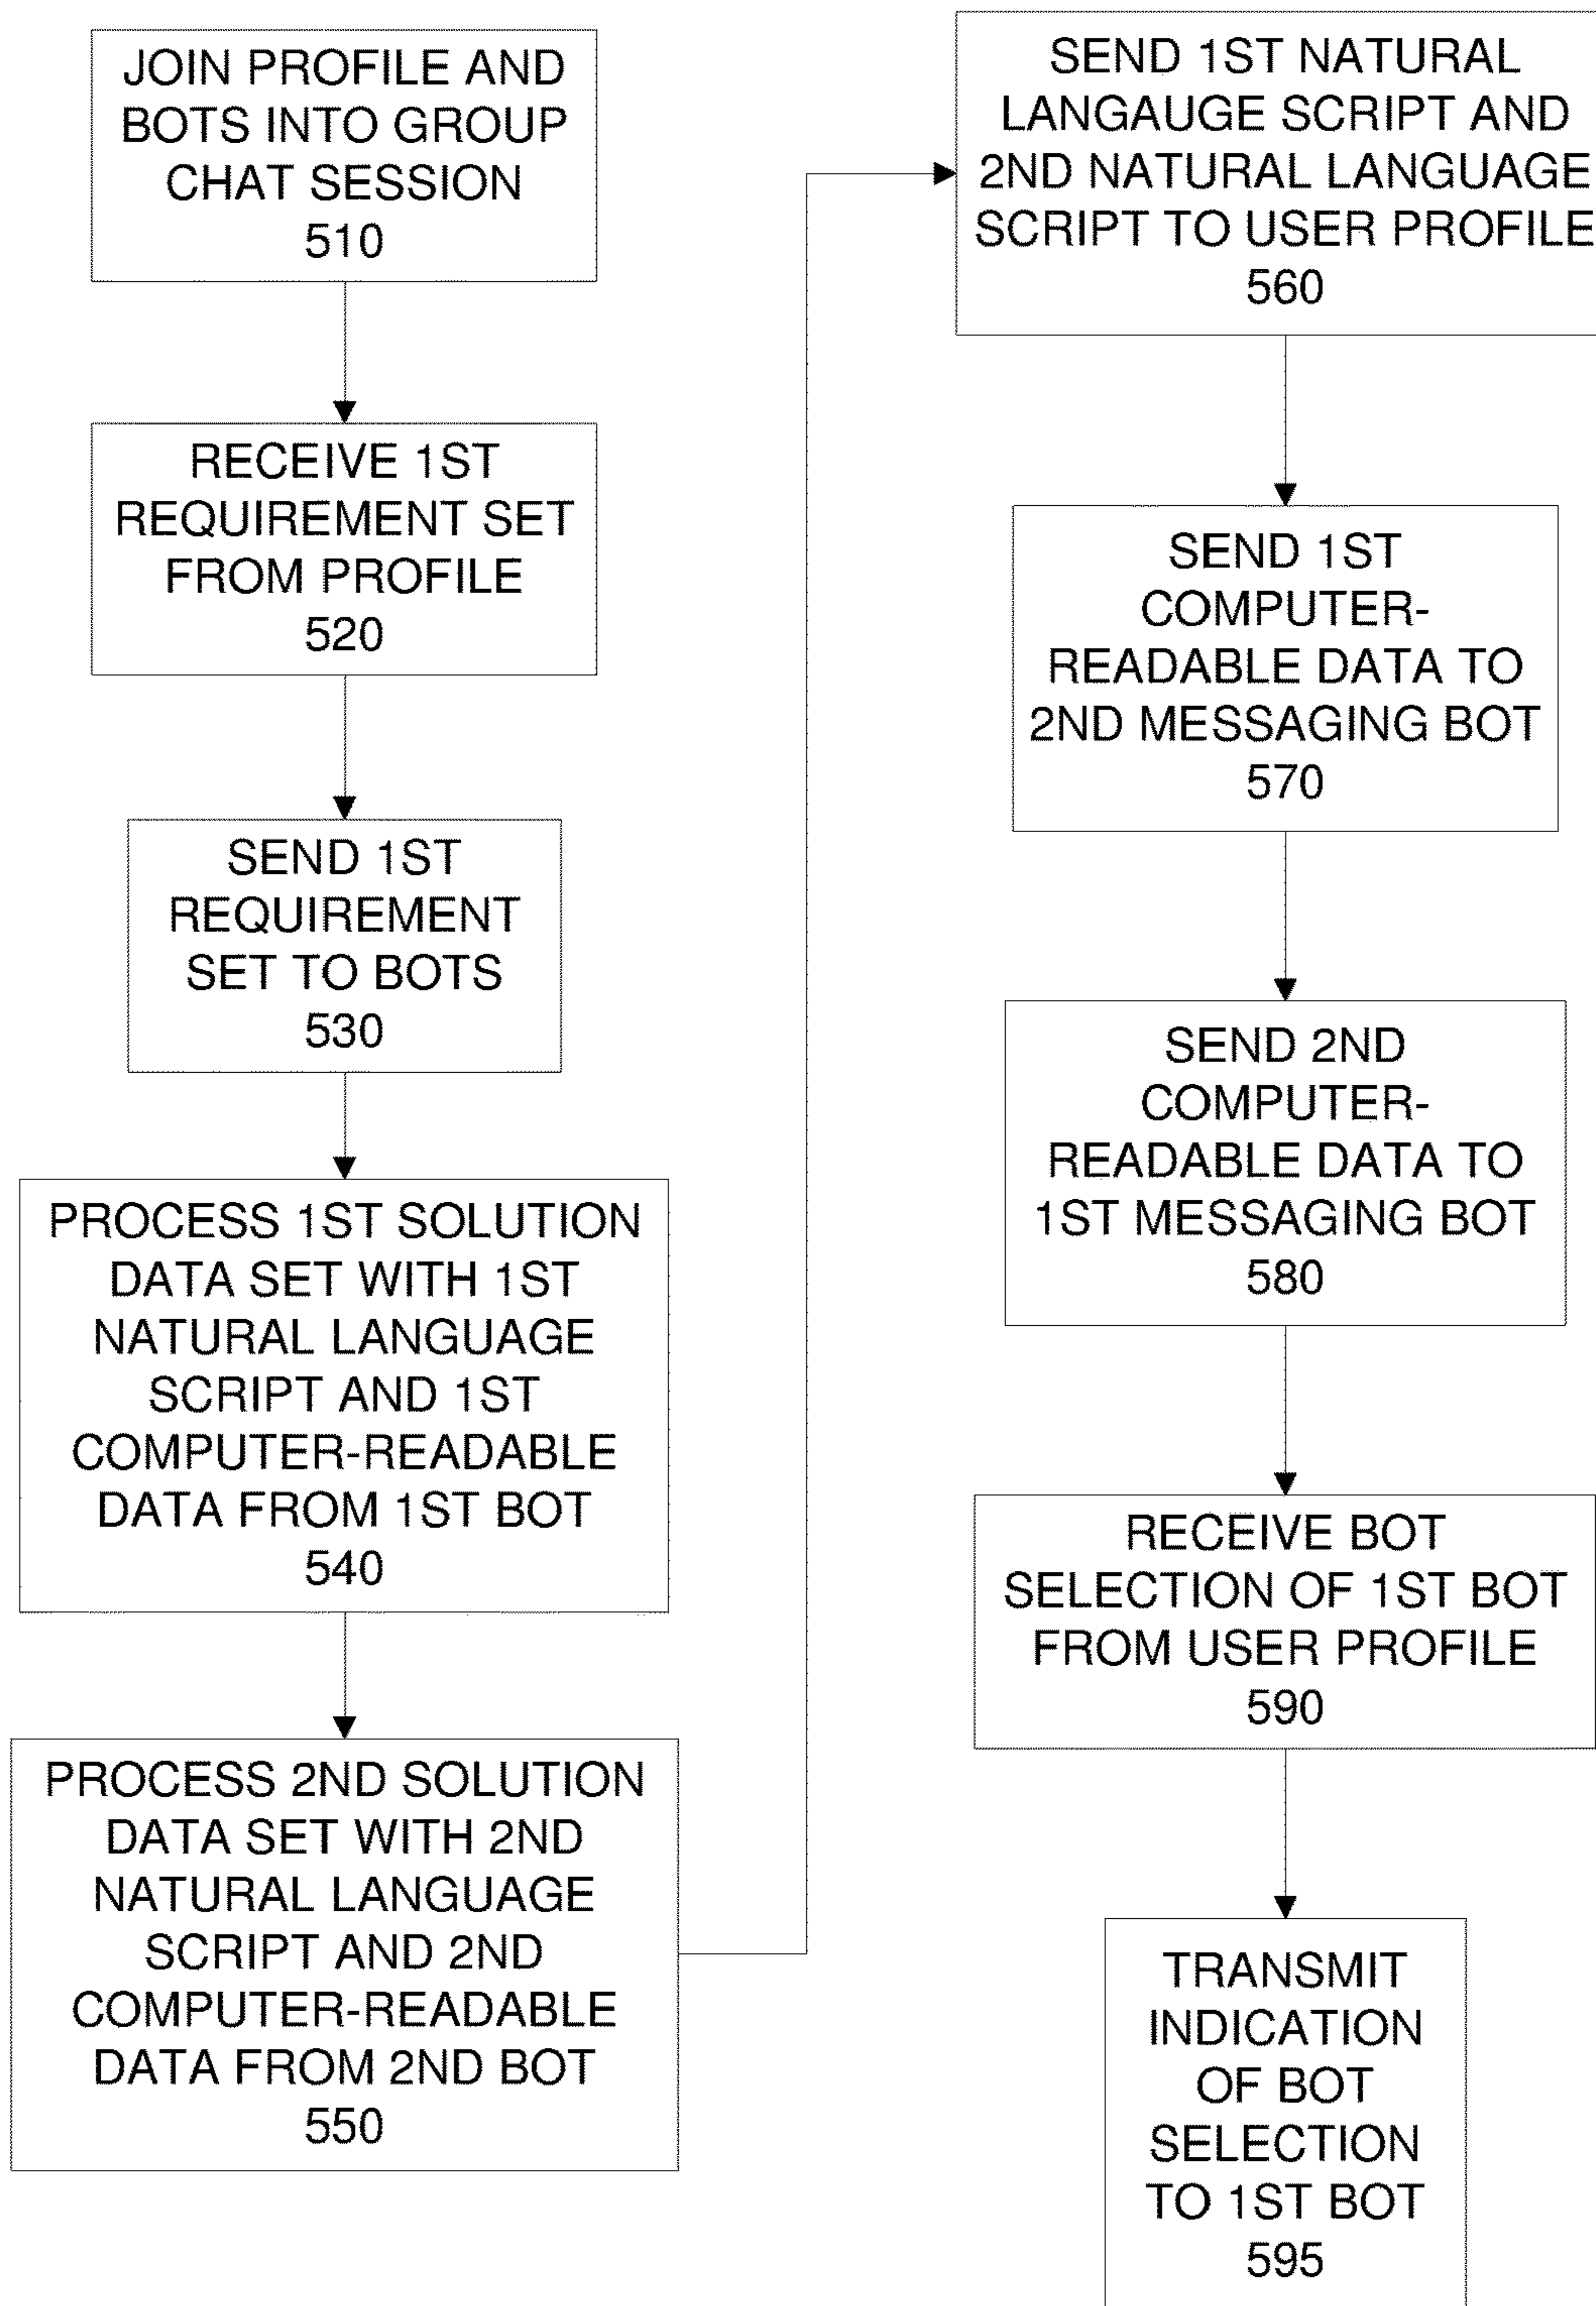 JOIN PROFILE AND
BOTS INTO GROUP
CHAT SESSION
510
RECEIVE 1ST
REQUIREMENT SET
FROM PROFILE
520
SEND 1ST
REQUIREMENT
SET TO BOTS
530
PROCESS 1ST SOLUTION
DATA SET WITH 1ST
NATURAL LANGUAGE
SCRIPT AND 1ST
COMPUTER-READABLE
DATA FROM 1ST BOT
540
PROCESS 2ND SOLUTION
DATA SET WITH 2ND
NATURAL LANGUAGE
SCRIPT AND 2ND
COMPUTER-READABLE
DATA FROM 2ND BOT
550
SEND 1ST NATURAL
LANGAUGE SCRIPT AND
2ND NATURAL LANGUAGE
SCRIPT TO USER PROFILE
560
SEND 1ST
COMPUTER-
READABLE DATA TO
2ND MESSAGING BOT
570
SEND 2ND
COMPUTER-
READABLE DATA TO
1ST MESSAGING BOT
580
RECEIVE BOT
SELECTION OF 1ST BOT
FROM USER PROFILE
590
TRANSMIT
INDICATION
OF BOT
SELECTION
TO 1ST BOT
595